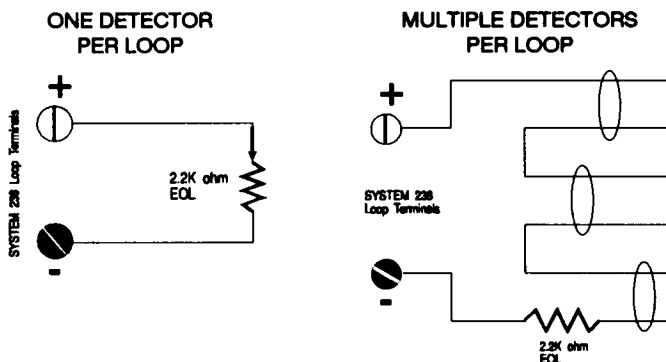 ONE DETECTOR
PER LOOP
+
SYSTEM 238 Loop Terminals
2.2K ohm
EOL
-
MULTIPLE DETECTORS
PER LOOP
+
SYSTEM 238
Loop Terminals
-
2.2K ohm
EOL